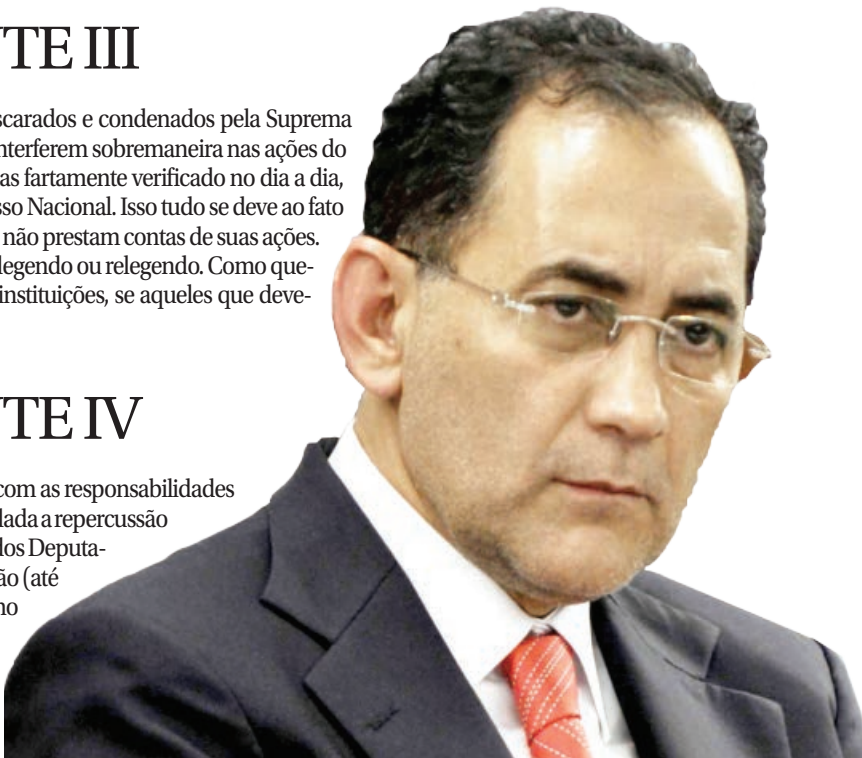 TE III
scarados e condenados pela Suprema
nterferem sobremaneira nas ações do
as fartamente verificado no dia a dia,
sso Nacional. Isso tudo se deve ao fato
não prestam contas de suas ações.
legendo ou relegendo. Como que-
instituições, se aqueles que deve-
TE IV
com as responsabilidades
lada a repercussão
dos Deputa-
ão (até
no